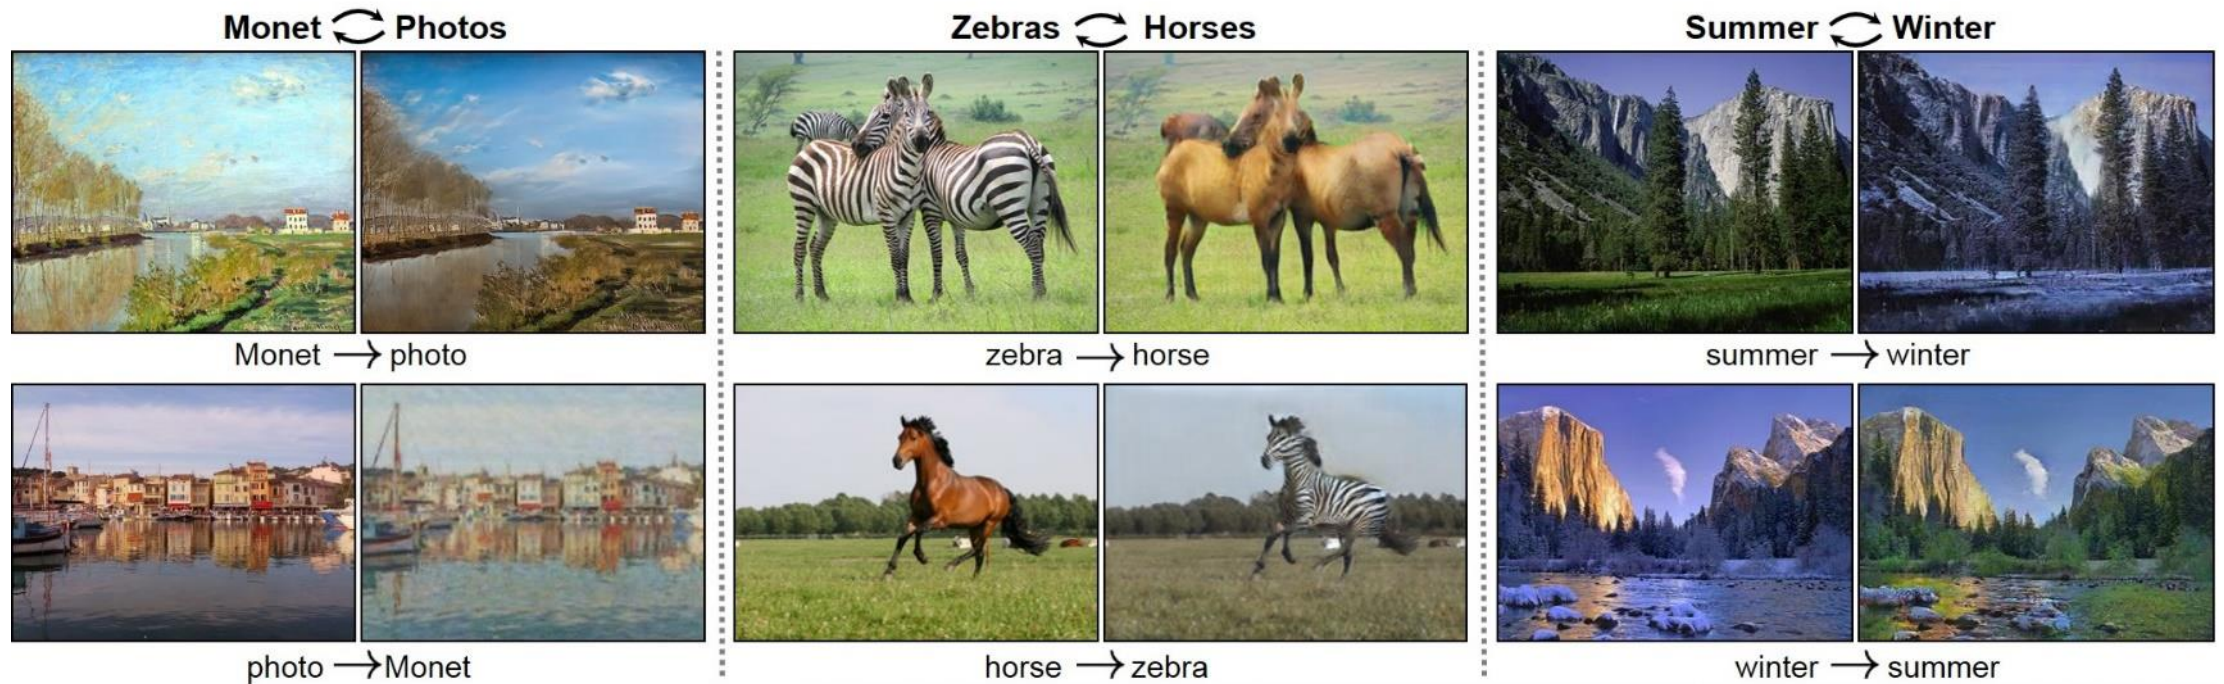 Monet ⇄ Photos
Zebras ⇄ Horses
Summer ⇄ Winter
Monet → photo
zebra → horse
summer → winter
photo → Monet
horse → zebra
winter → summer